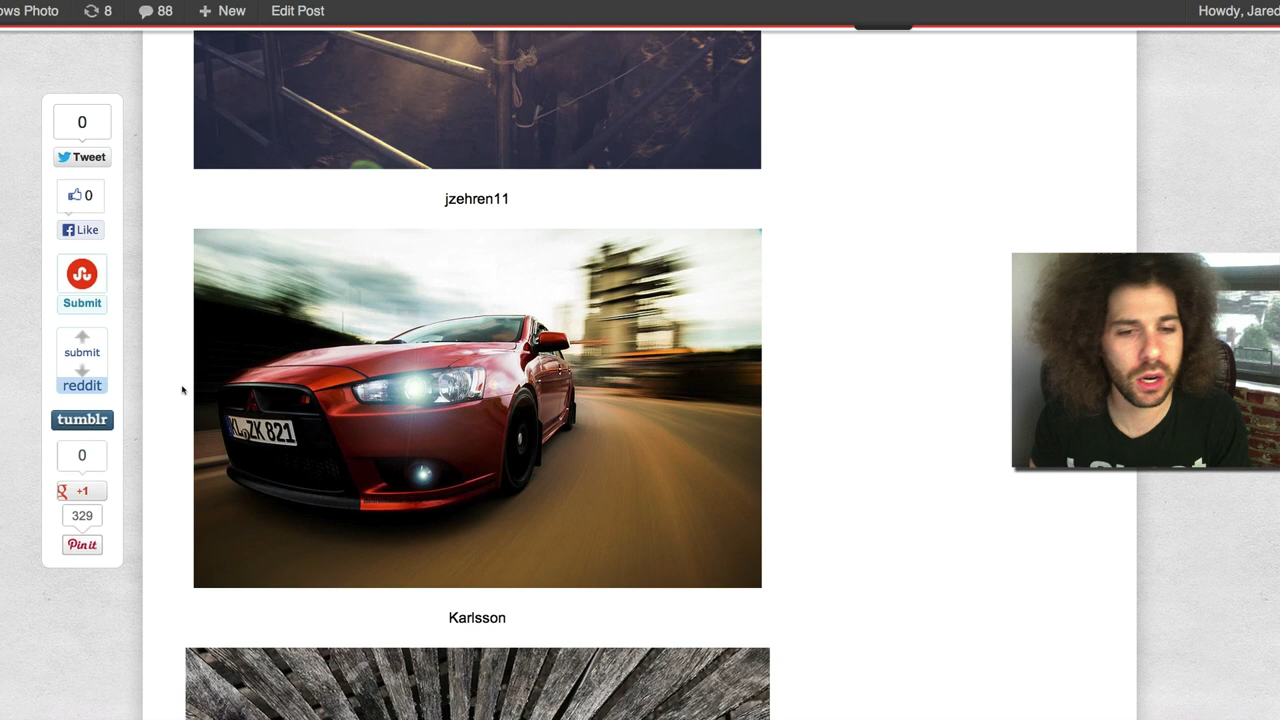 ows Photo
8
88
+ New
Edit Post
Howdy, Jared
0
Tweet
0
Like
Submit
submit
reddit
tumblr
0
g +1
329
Pin it
jzehren11
ZK 821
Karlsson